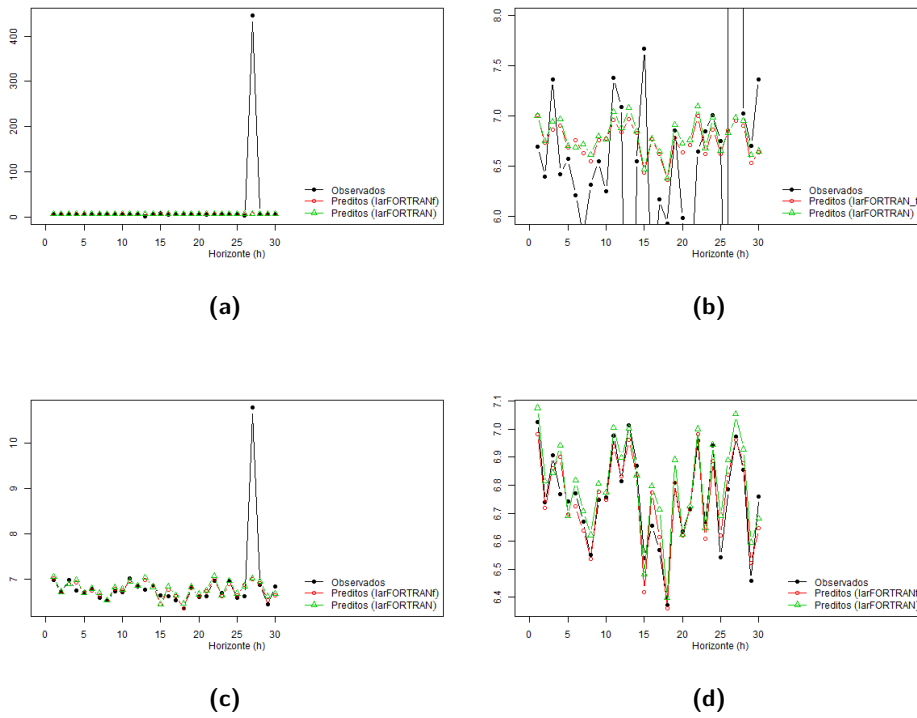 0 100 200 300 400
0 5 10 15 20 25 30
Horizonte (h)
Observados
Preditos (larFORTRANf)
Preditos (larFORTRAN)
(a)
6.0 6.5 7.0 7.5 8.0
0 5 10 15 20 25 30
Horizonte (h)
Observados
Preditos (larFORTRAN_f
Preditos (larFORTRAN)
(b)
7 8 9 10
0 5 10 15 20 25 30
Horizonte (h)
Observados
Preditos (larFORTRANf)
Preditos (larFORTRAN)
(c)
6.4 6.5 6.6 6.7 6.8 6.9 7.0 7.1
0 5 10 15 20 25 30
Horizonte (h)
Observados
Preditos (larFORTRANf
Preditos (larFORTRAN)
(d)